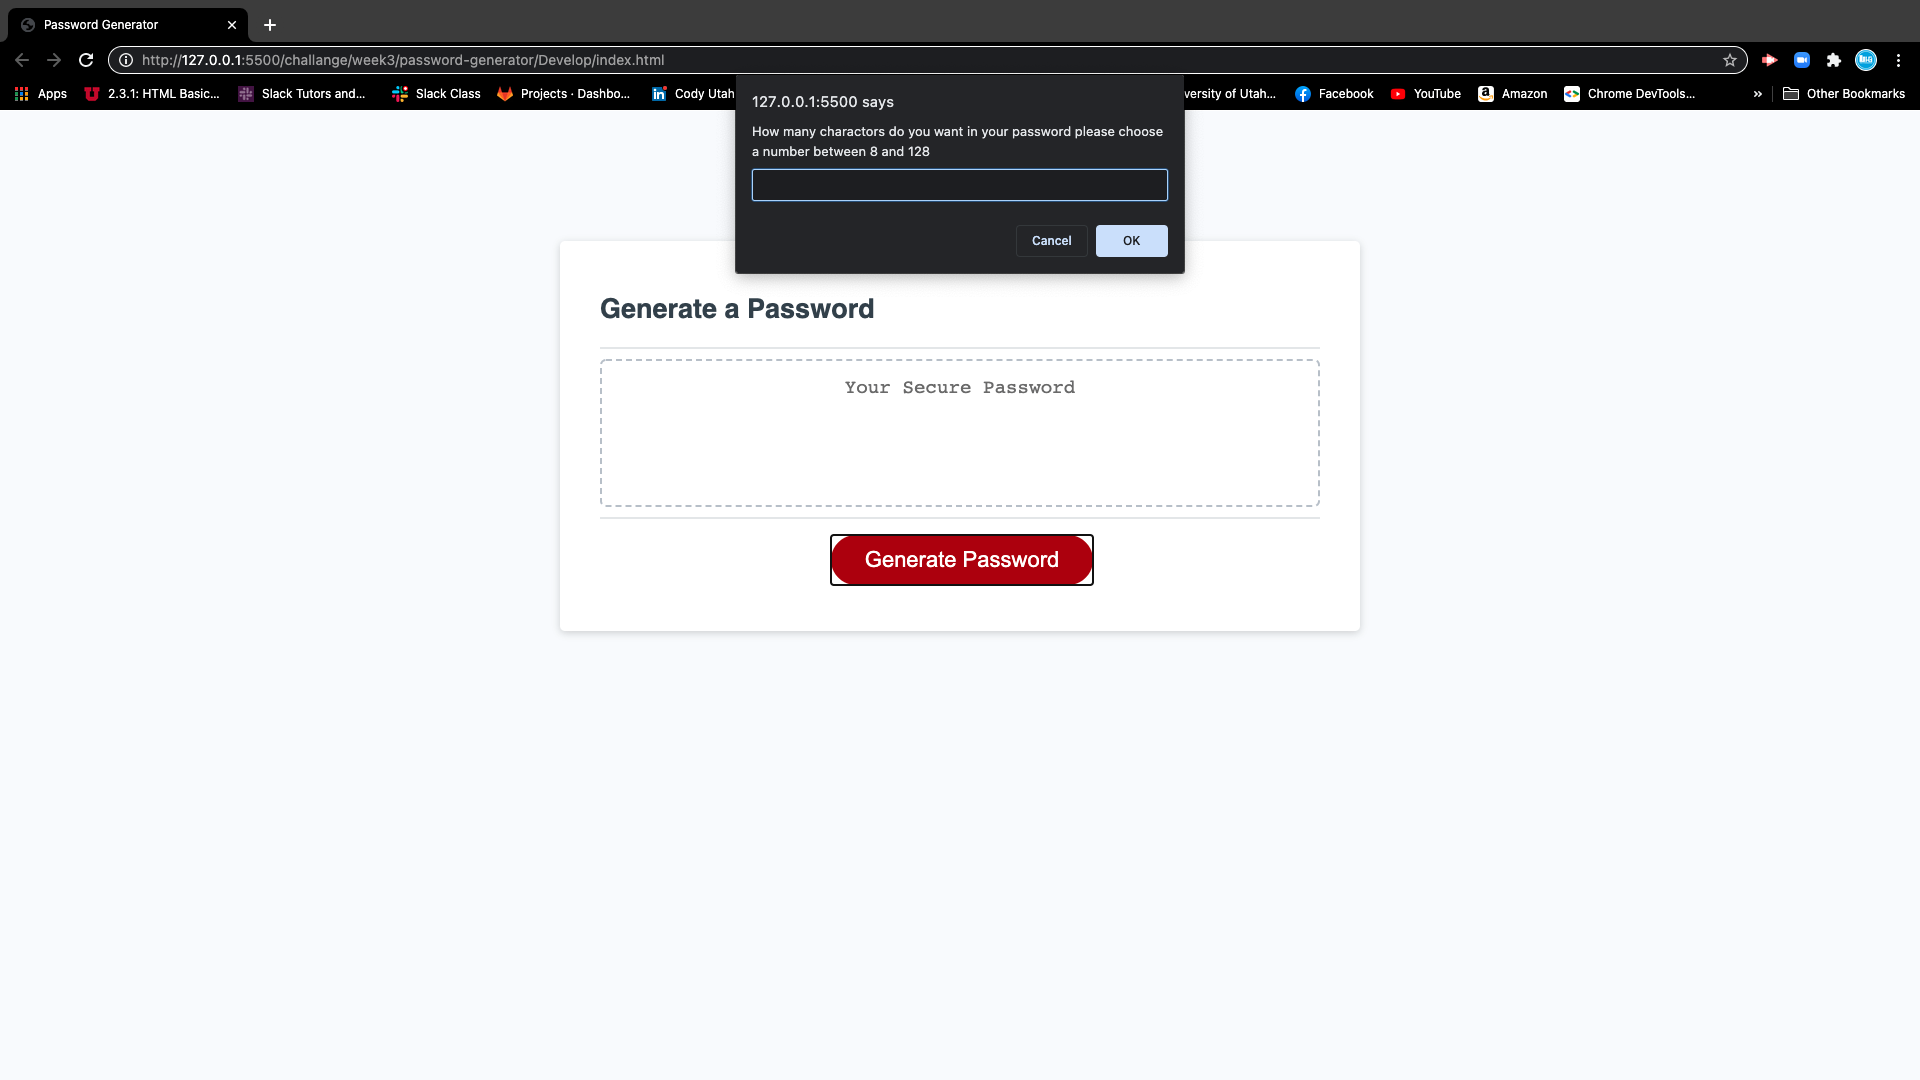 Password Generator
http://127.0.0.1:5500/challange/week3/password-generator/Develop/index.html
Apps 2.3.1: HTML Basic... Slack Tutors and... Slack Class Projects · Dashbo... Cody Utah versity of Utah... Facebook YouTube Amazon Chrome DevTools... » Other Bookmarks
127.0.0.1:5500 says
How many charactors do you want in your password please choose
a number between 8 and 128
Cancel OK
Generate a Password
Your Secure Password
Generate Password